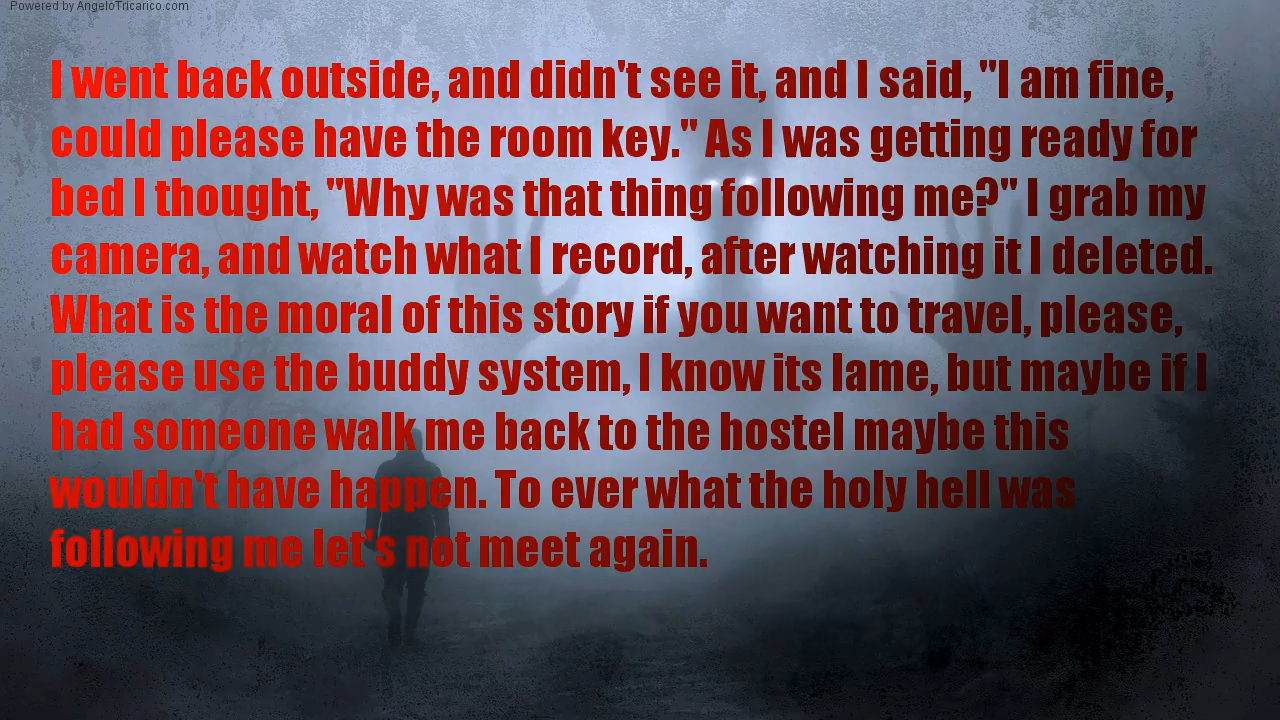 Powered by AngeloTricarico.com
I went back outside, and didn't see it, and I said, "I am fine,
could please have the room key." As I was getting ready for
bed I thought, "Why was that thing following me?" I grab my
camera, and watch what I record, after watching it I deleted.
What is the moral of this story if you want to travel, please,
please use the buddy system, I know its lame, but maybe if I
had someone walk me back to the hostel maybe this
wouldn't have happen. To ever what the holy hell was
following me let's not meet again.